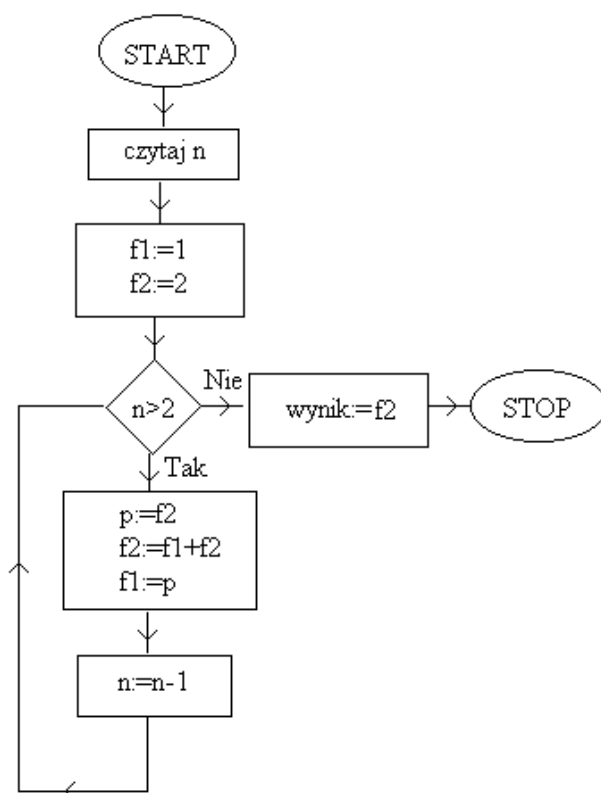 START
czytaj n
f1:=1
f2:=2
n>2
Nie
wynik:=f2
STOP
Tak
p:=f2
f2:=f1+f2
f1:=p
n:=n-1